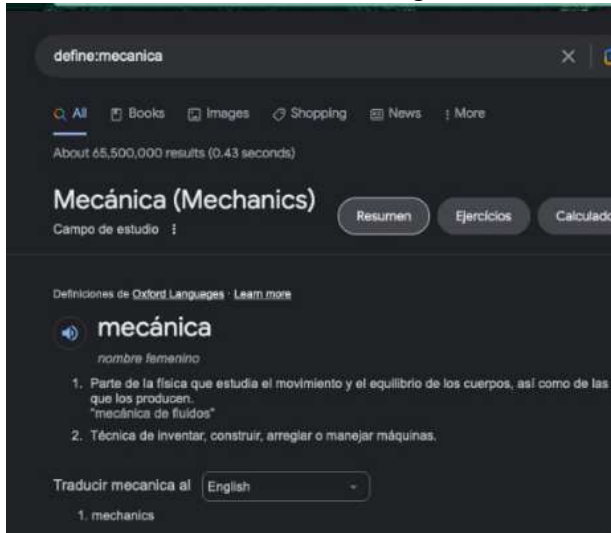 define:mecanica
All Books Images Shopping News More
About 65,500,000 results (0.43 seconds)
Mecánica (Mechanics)
Campo de estudio
Resumen Ejercicios Calculado
Definiciones de Oxford Languages · Learn more
mecánica
nombre femenino
1. Parte de la física que estudia el movimiento y el equilibrio de los cuerpos, así como de las
que los producen.
"mecánica de fluidos"
2. Técnica de inventar, construir, arreglar o manejar máquinas.
Traducir mecanica al English
1. mechanics